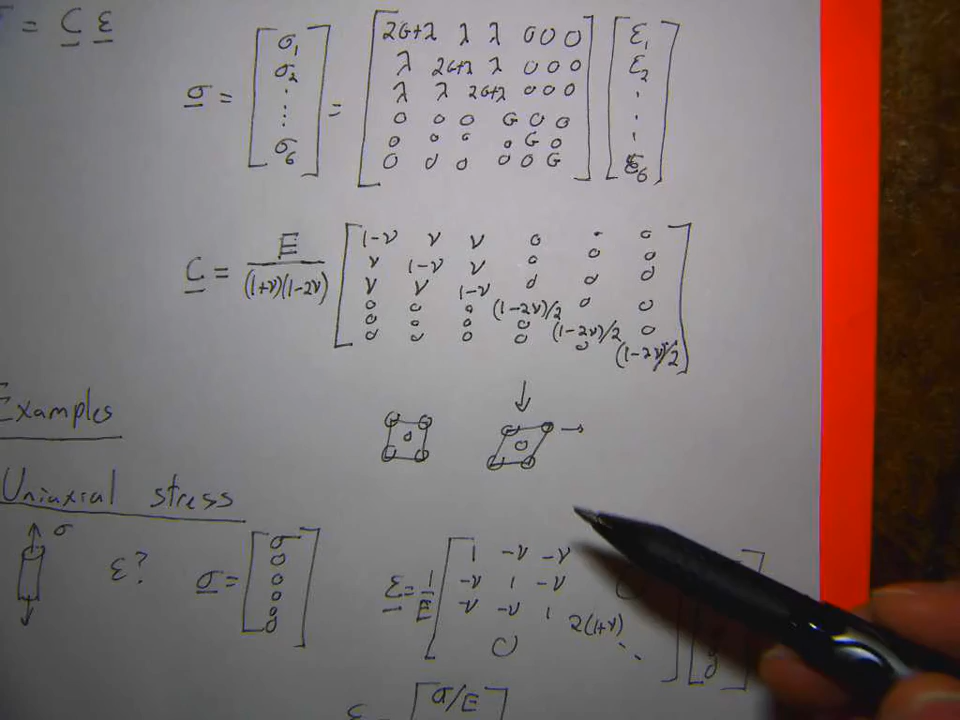 σ = C ε
σ = [σ₁ σ₂ ⋮ σ₆] = [2G+λ λ λ 0 0 0
λ 2G+λ λ 0 0 0
λ λ 2G+λ 0 0 0
0 0 0 G 0 0
0 0 0 0 G 0
0 0 0 0 0 G] [ε₁ ε₂ ⋮ ε₆]
C = E / (1+ν)(1-2ν) [1-ν ν ν 0 0 0
ν 1-ν ν 0 0 0
ν ν 1-ν 0 0 0
0 0 0 (1-2ν)/2 0 0
0 0 0 0 (1-2ν)/2 0
0 0 0 0 0 (1-2ν)/2]
Examples
Uniaxial stress
σ
ε? σ = [σ 0 0 0 0 0]
ε = 1/E [1 -ν -ν
-ν 1 -ν
-ν -ν 1
2(1+ν)
0 ⋱]
ε = [σ/E